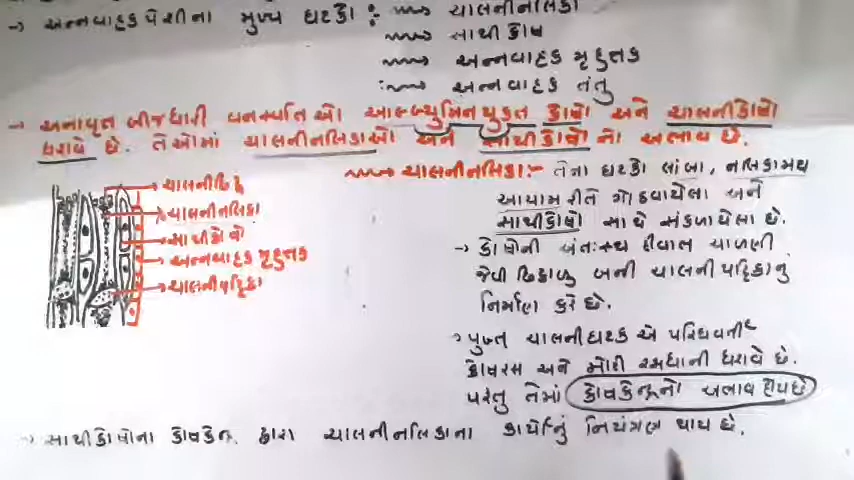 → અન્નવાહકપેશીના મુખ્ય ઘટકો : ચાલનીનલિકા
સાથીકોષ
અન્નવાહક મૃદુતક
અન્નવાહક તંતુ
→ અનાવૃત બીજધારી વનસ્પતિઓ આલ્બ્યુમિનયુક્ત કોષો અને ચાલનીકોષો
ધરાવે છે. તેઓમાં ચાલનીનલિકાઓ અને સાથીકોષો નો અભાવ છે.
ચાલનીનલિકા:- તેના ઘટકો લાંબા, નલિકામય
આયામ રીતે ગોઠવાયેલા અને
સાથીકોષો સાથે સંકળાયેલા છે.
→ કોષોની અંતઃસ્થ દીવાલ ચાળણી
જેવી છિદ્રાળુ બની ચાલનીપટ્ટિકાનું
નિર્માણ કરે છે.
→ પુખ્ત ચાલનીઘટક એ પરિઘવર્તી
કોષરસ અને મોટી રસધાની ધરાવે છે.
પરંતુ તેમાં કોષકેન્દ્રનો અભાવ હોય છે
ચાલનીછિદ્ર
ચાલનીનલિકા
સાથીકોષો
અન્નવાહક મૃદુતક
ચાલનીપટ્ટિકા
→ સાથીકોષોના કોષકેન્દ્ર દ્વારા ચાલનીનલિકાના કાર્યોનું નિયંત્રણ થાય છે.